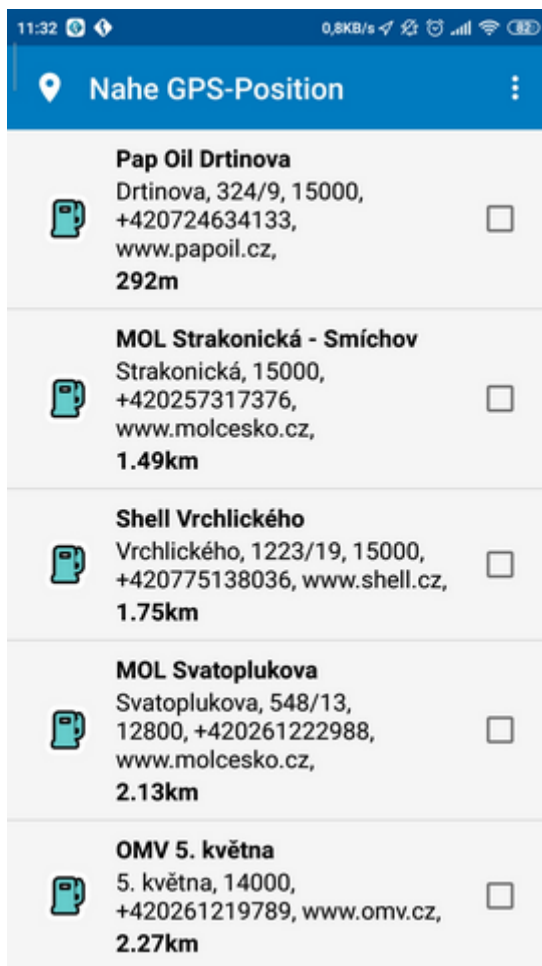 11:32 0,8KB/s 82
Nahe GPS-Position
Pap Oil Drtinova
Drtinova, 324/9, 15000,
+420724634133,
www.papoil.cz,
292m
MOL Strakonická - Smíchov
Strakonická, 15000,
+420257317376,
www.molcesko.cz,
1.49km
Shell Vrchlického
Vrchlického, 1223/19, 15000,
+420775138036, www.shell.cz,
1.75km
MOL Svatoplukova
Svatoplukova, 548/13,
12800, +420261222988,
www.molcesko.cz,
2.13km
OMV 5. května
5. května, 14000,
+420261219789, www.omv.cz,
2.27km